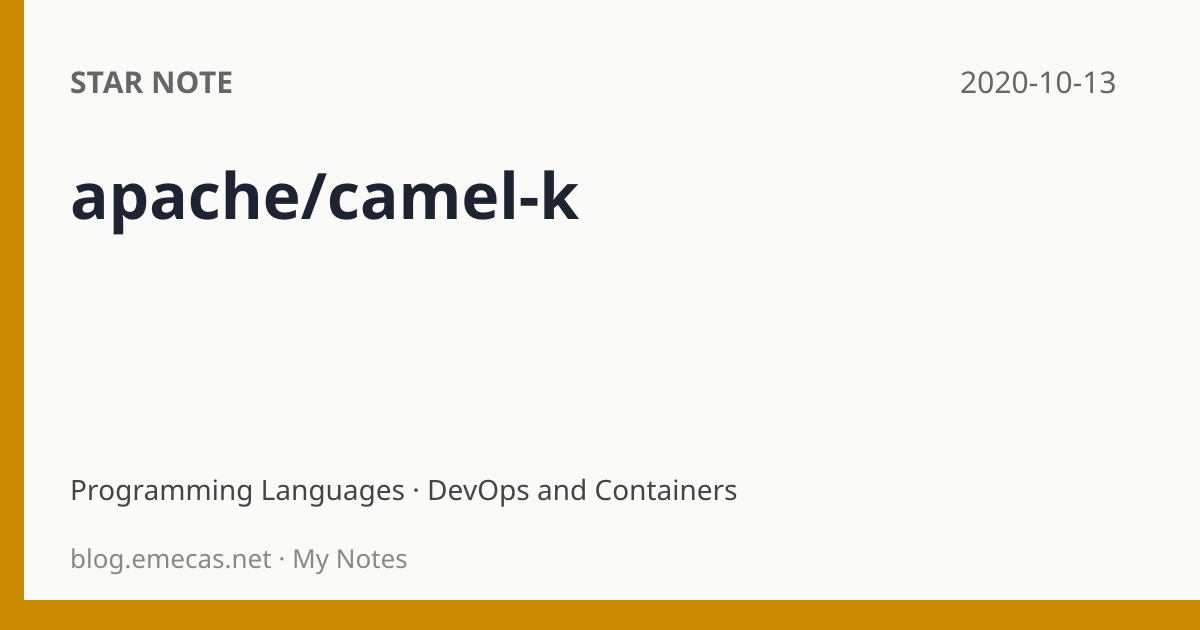 STAR NOTE 2020-10-13
apache/camel-k
Programming Languages · DevOps and Containers
blog.emecas.net · My Notes